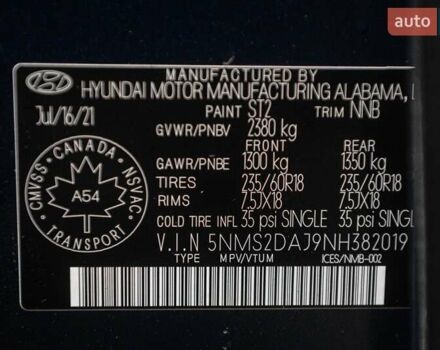 auto
MANUFACTURED BY
HYUNDAI MOTOR MANUFACTURING ALABAMA,
Jul/16/21
PAINT ST2 TRIM NNB
GVWR/PNBV 2380 kg
FRONT REAR
GAWR/PNBE 1300 kg 1350 kg
TIRES 235/60R18 235/60R18
RIMS 7.5JX18 7.5JX18
COLD TIRE INFL 35 psi SINGLE 35 psi SINGLE
V.I.N 5NMS2DAJ9NH382019
TYPE MPV/VTUM ICES/NMB-002
CANADA
CMVSS
NSVAC
A54
TRANSPORT